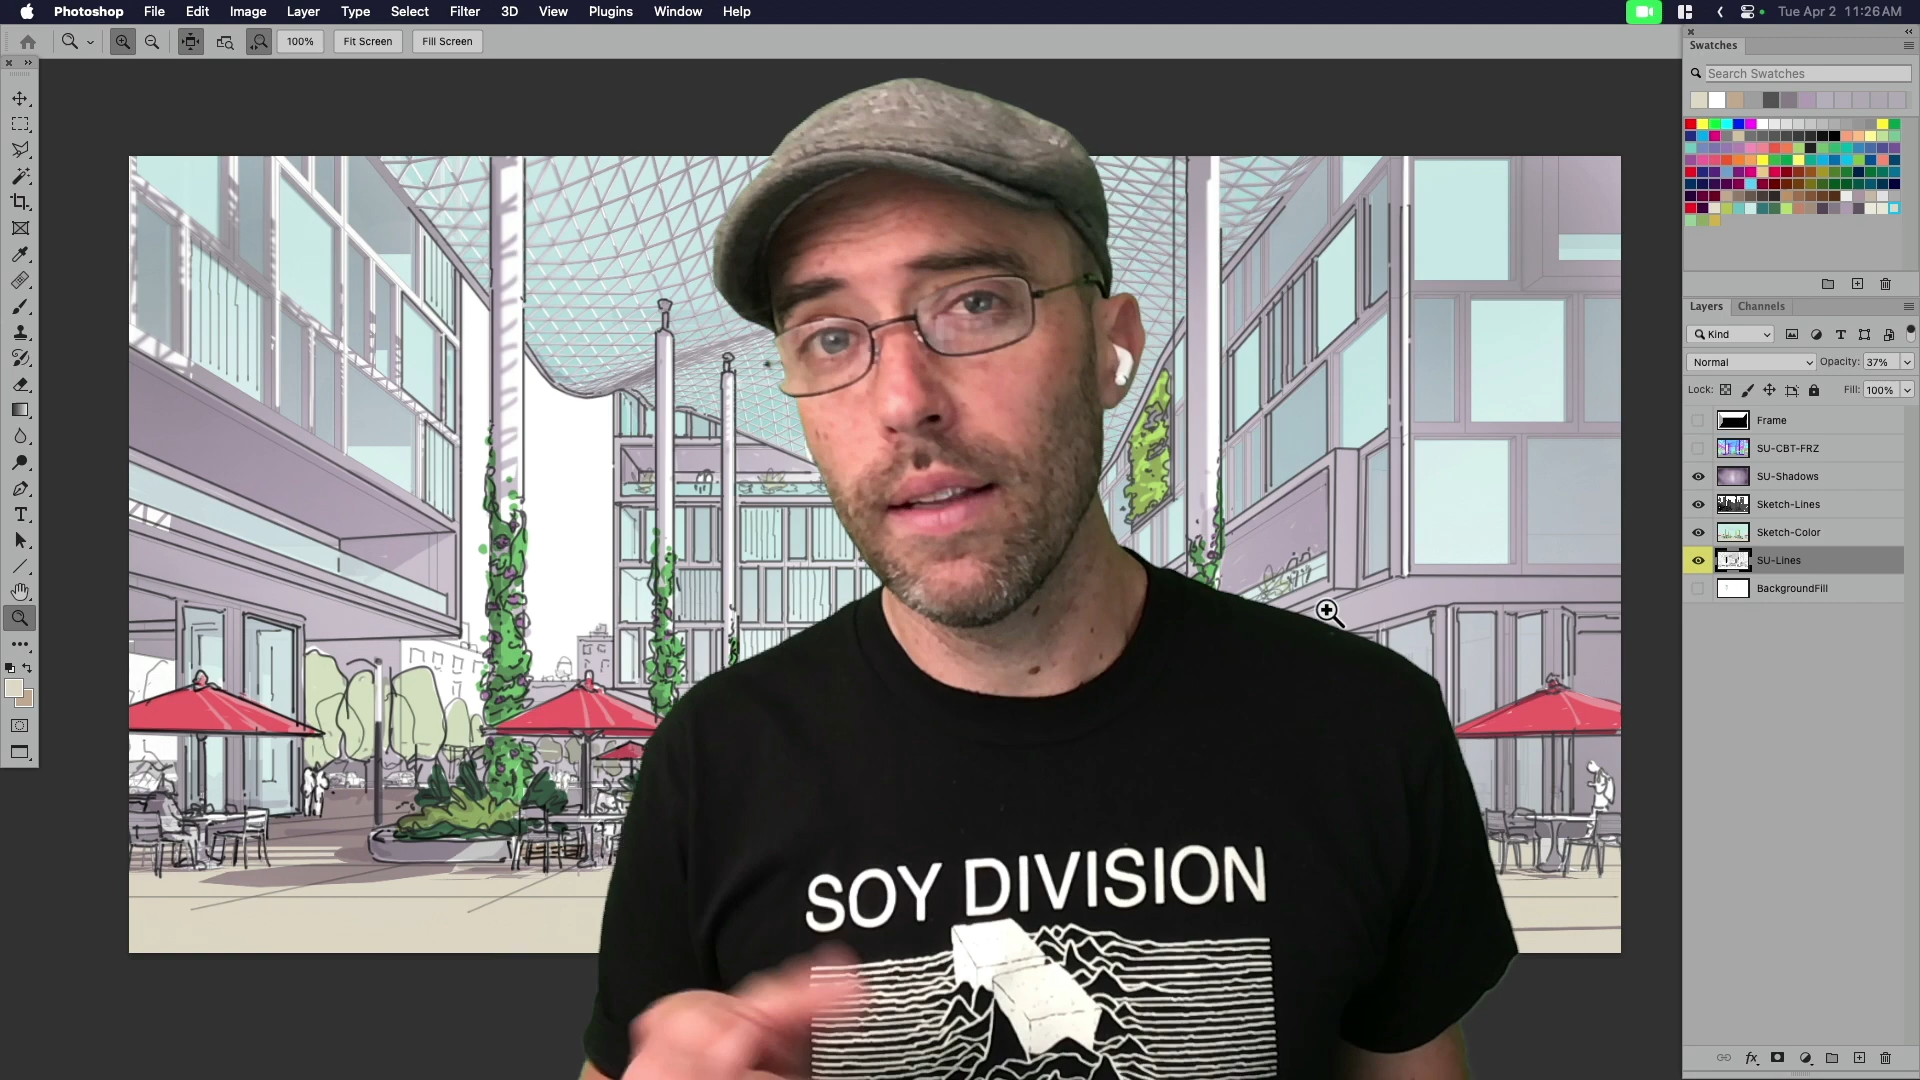 Photoshop File Edit Image Layer Type Select Filter 3D View Plugins Window Help Tue Apr 2 11:26 AM
100% Fit Screen Fill Screen
Swatches
Search Swatches
Layers Channels
Kind
Normal Opacity: 37%
Lock: Fill: 100%
Frame
SU-CBT-FRZ
SU-Shadows
Sketch-Lines
Sketch-Color
SU-Lines
BackgroundFill
SOY DIVISION